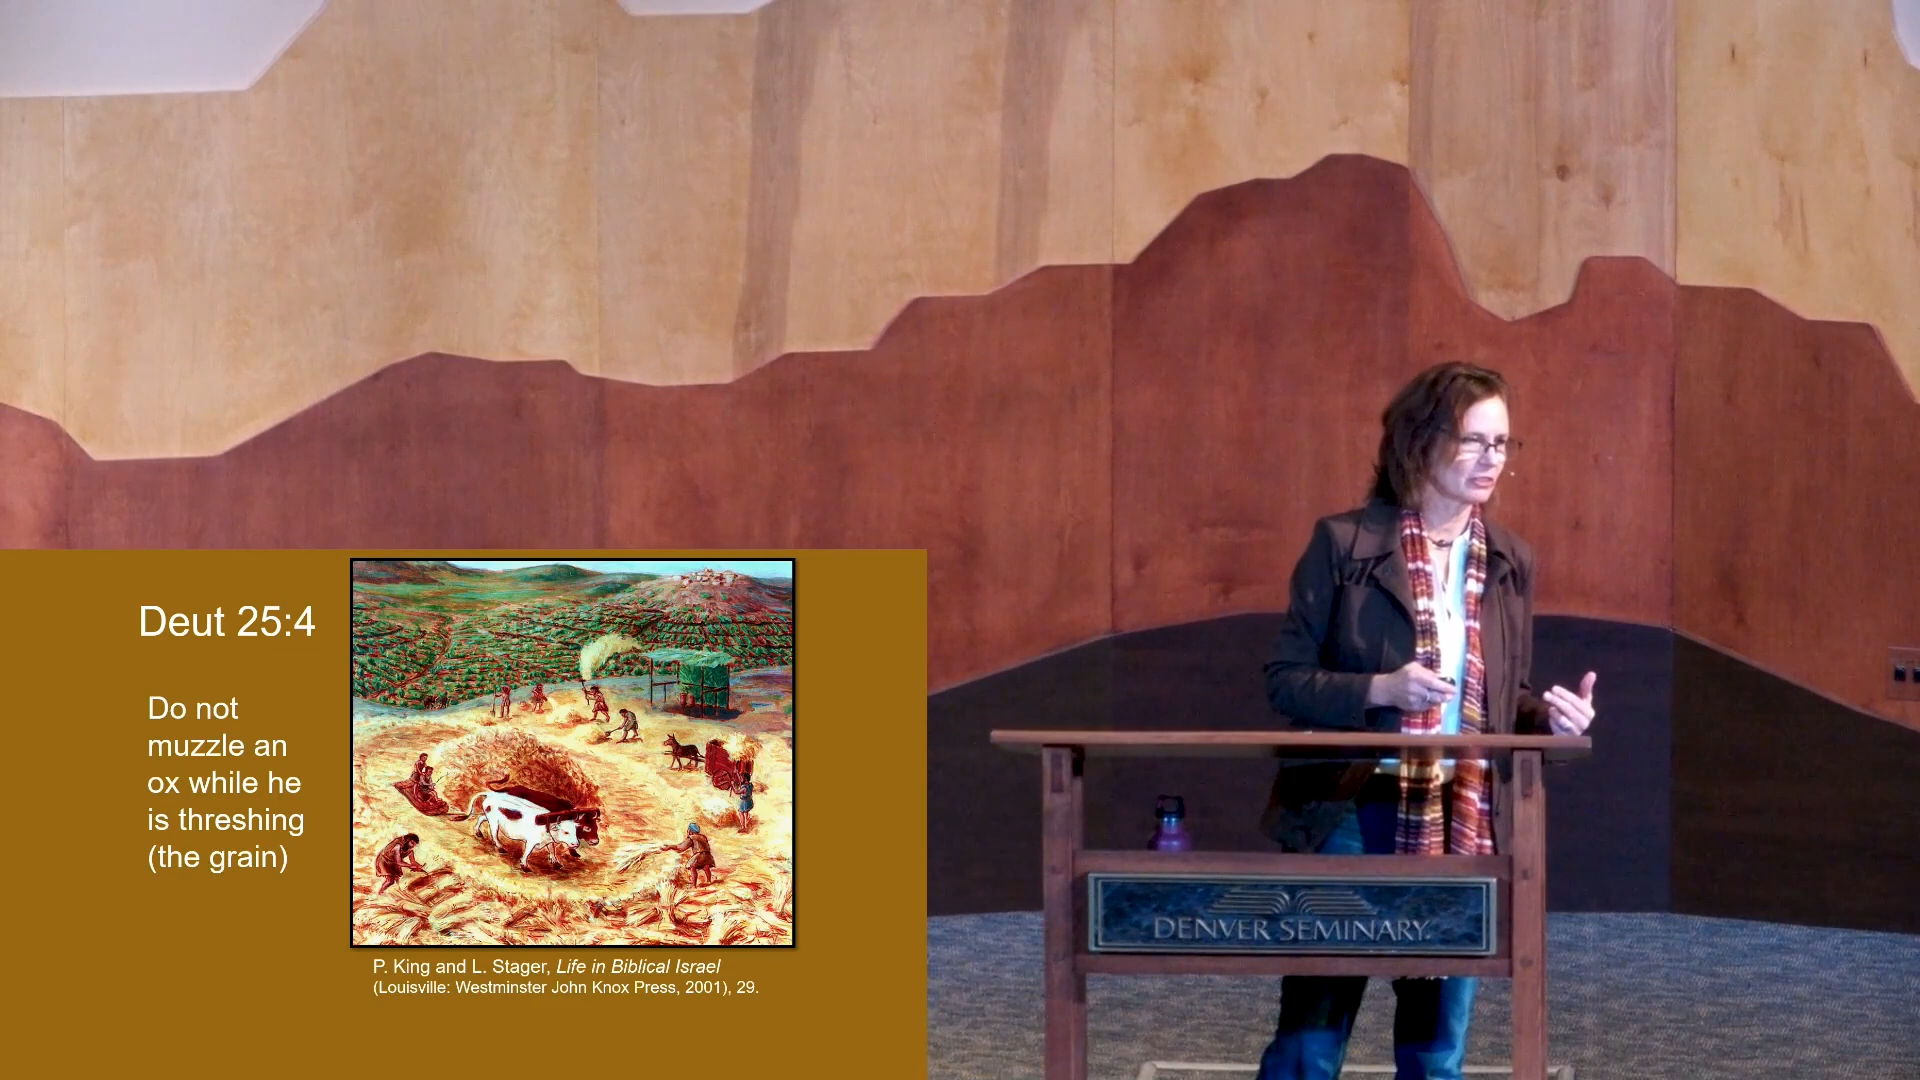 Deut 25:4
Do not
muzzle an
ox while he
is threshing
(the grain)
P. King and L. Stager, Life in Biblical Israel
(Louisville: Westminster John Knox Press, 2001), 29.
DENVER SEMINARY.